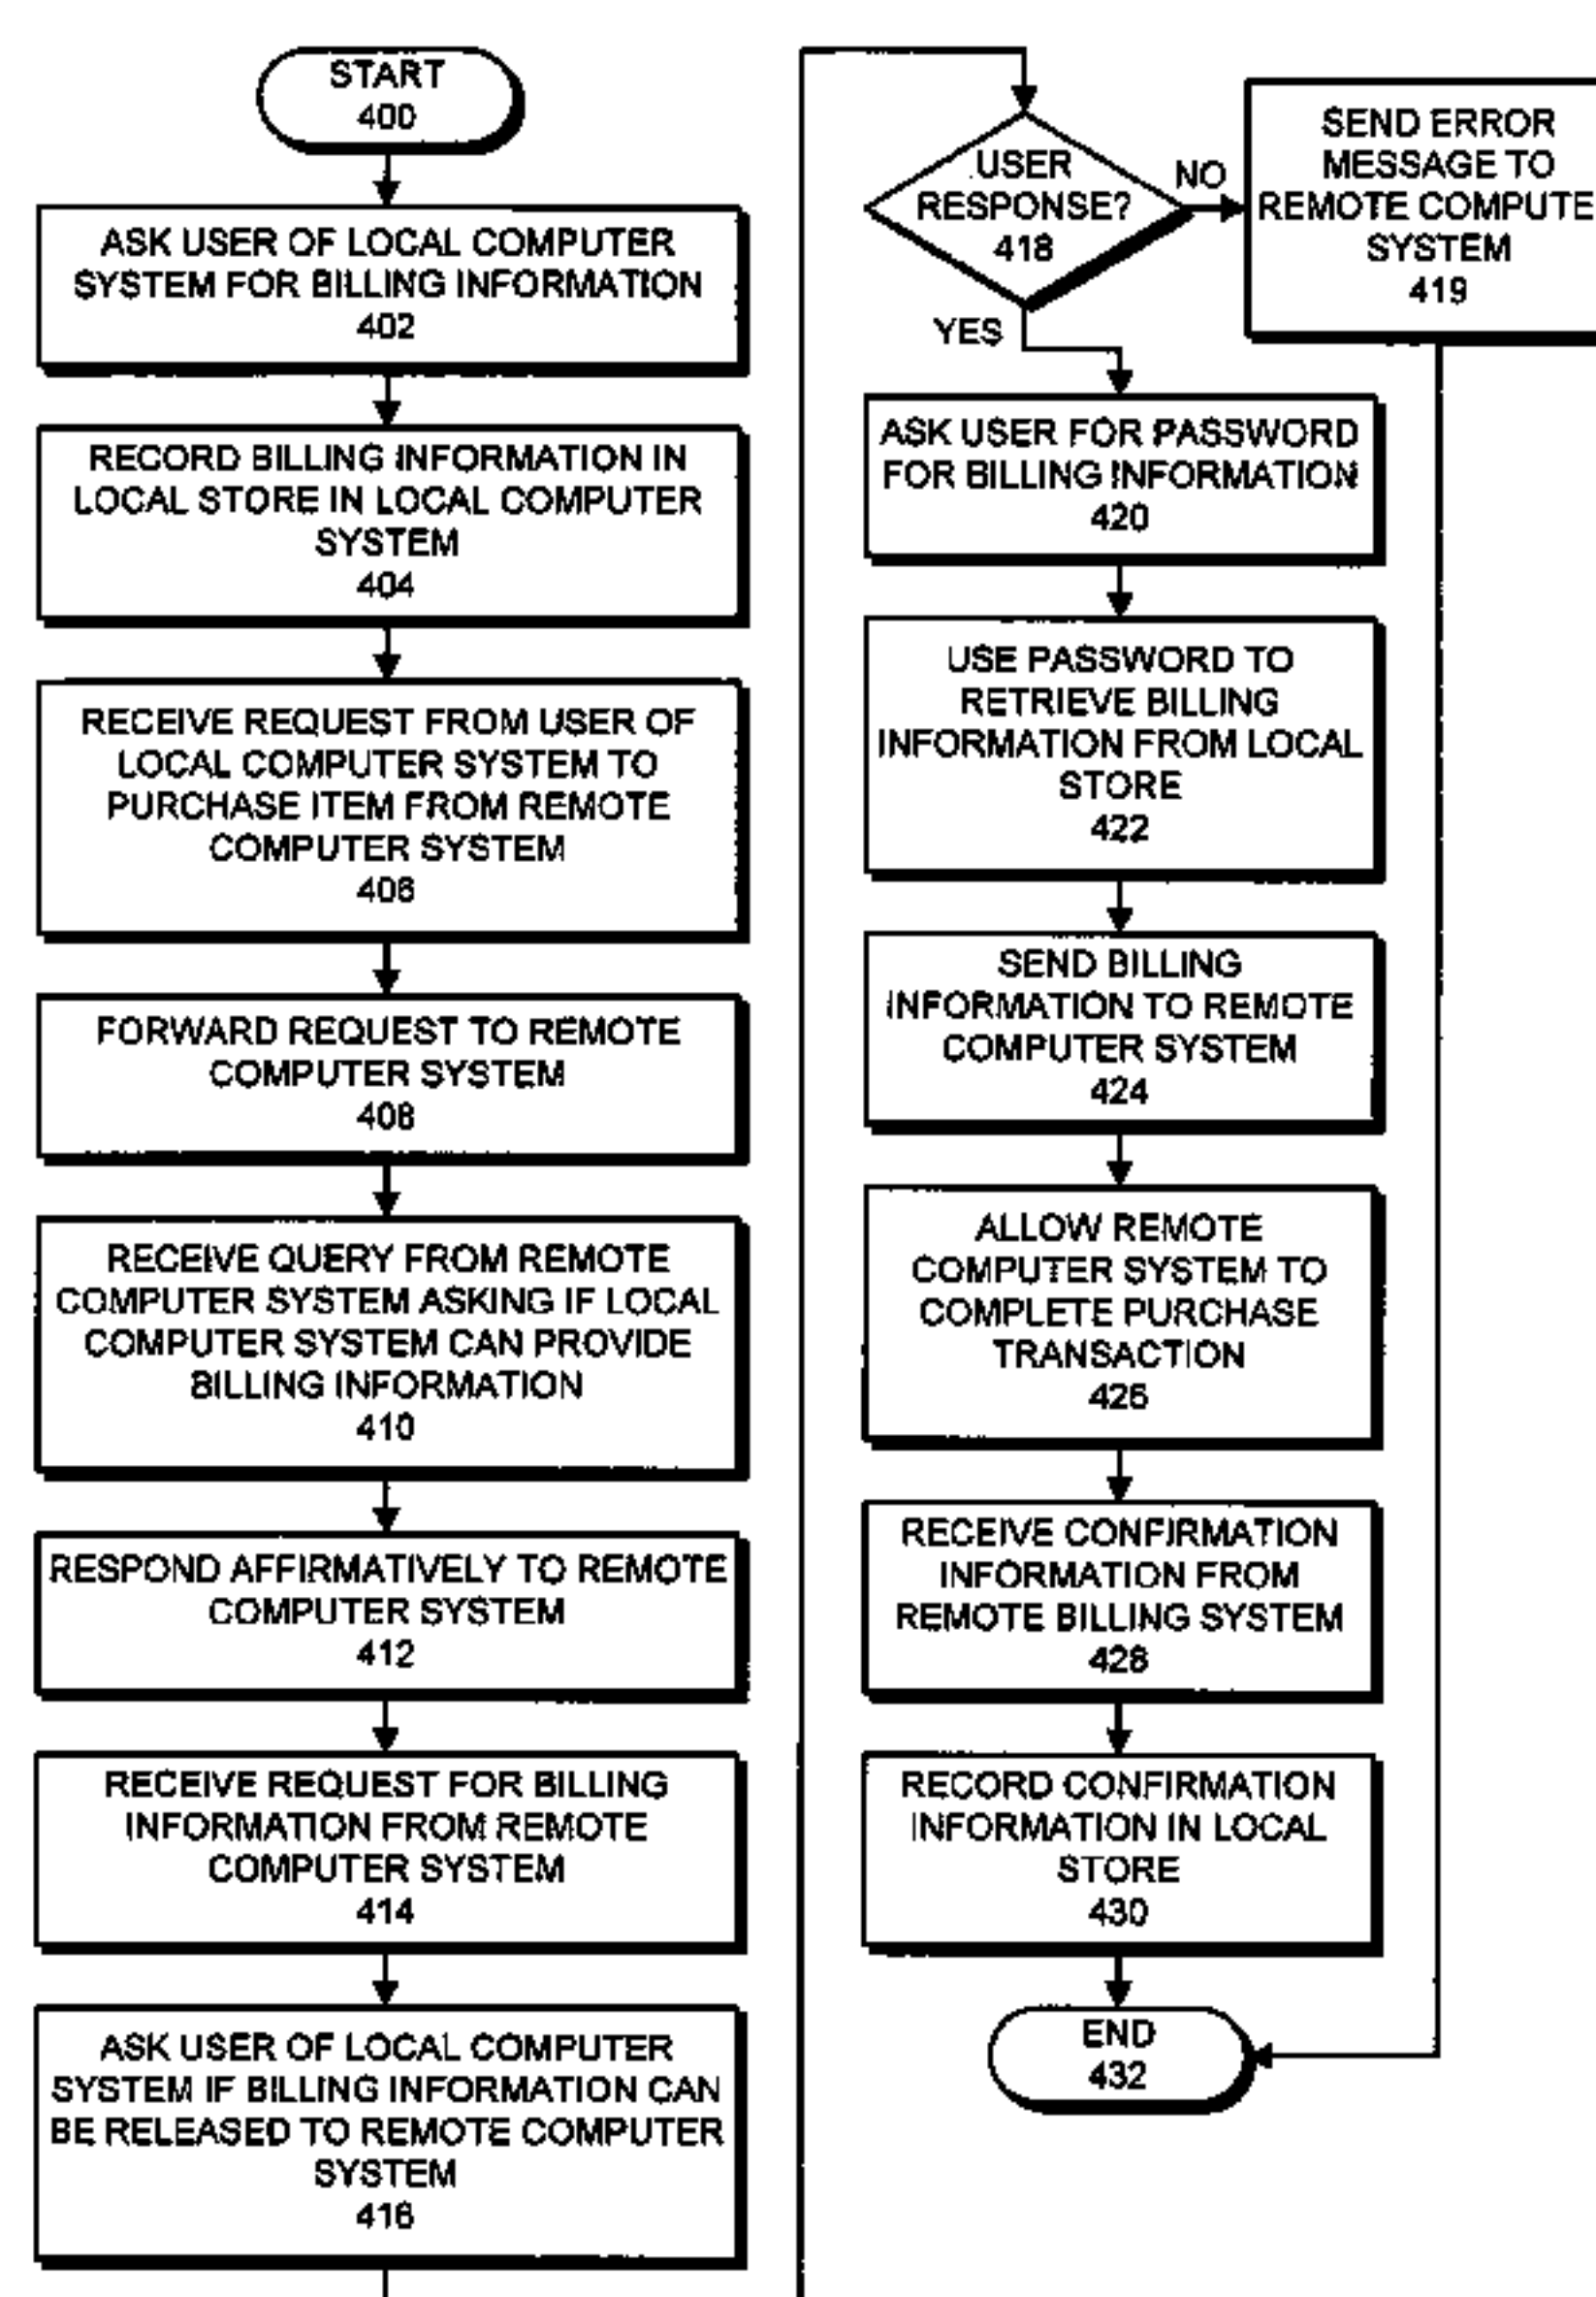 START
400
ASK USER OF LOCAL COMPUTER
SYSTEM FOR BILLING INFORMATION
402
RECORD BILLING INFORMATION IN
LOCAL STORE IN LOCAL COMPUTER
SYSTEM
404
RECEIVE REQUEST FROM USER OF
LOCAL COMPUTER SYSTEM TO
PURCHASE ITEM FROM REMOTE
COMPUTER SYSTEM
406
FORWARD REQUEST TO REMOTE
COMPUTER SYSTEM
408
RECEIVE QUERY FROM REMOTE
COMPUTER SYSTEM ASKING IF LOCAL
COMPUTER SYSTEM CAN PROVIDE
BILLING INFORMATION
410
RESPOND AFFIRMATIVELY TO REMOTE
COMPUTER SYSTEM
412
RECEIVE REQUEST FOR BILLING
INFORMATION FROM REMOTE
COMPUTER SYSTEM
414
ASK USER OF LOCAL COMPUTER
SYSTEM IF BILLING INFORMATION CAN
BE RELEASED TO REMOTE COMPUTER
SYSTEM
416
USER
RESPONSE?
418
NO
YES
SEND ERROR
MESSAGE TO
REMOTE COMPUTE
SYSTEM
419
ASK USER FOR PASSWORD
FOR BILLING INFORMATION
420
USE PASSWORD TO
RETRIEVE BILLING
INFORMATION FROM LOCAL
STORE
422
SEND BILLING
INFORMATION TO REMOTE
COMPUTER SYSTEM
424
ALLOW REMOTE
COMPUTER SYSTEM TO
COMPLETE PURCHASE
TRANSACTION
426
RECEIVE CONFIRMATION
INFORMATION FROM
REMOTE BILLING SYSTEM
428
RECORD CONFIRMATION
INFORMATION IN LOCAL
STORE
430
END
432